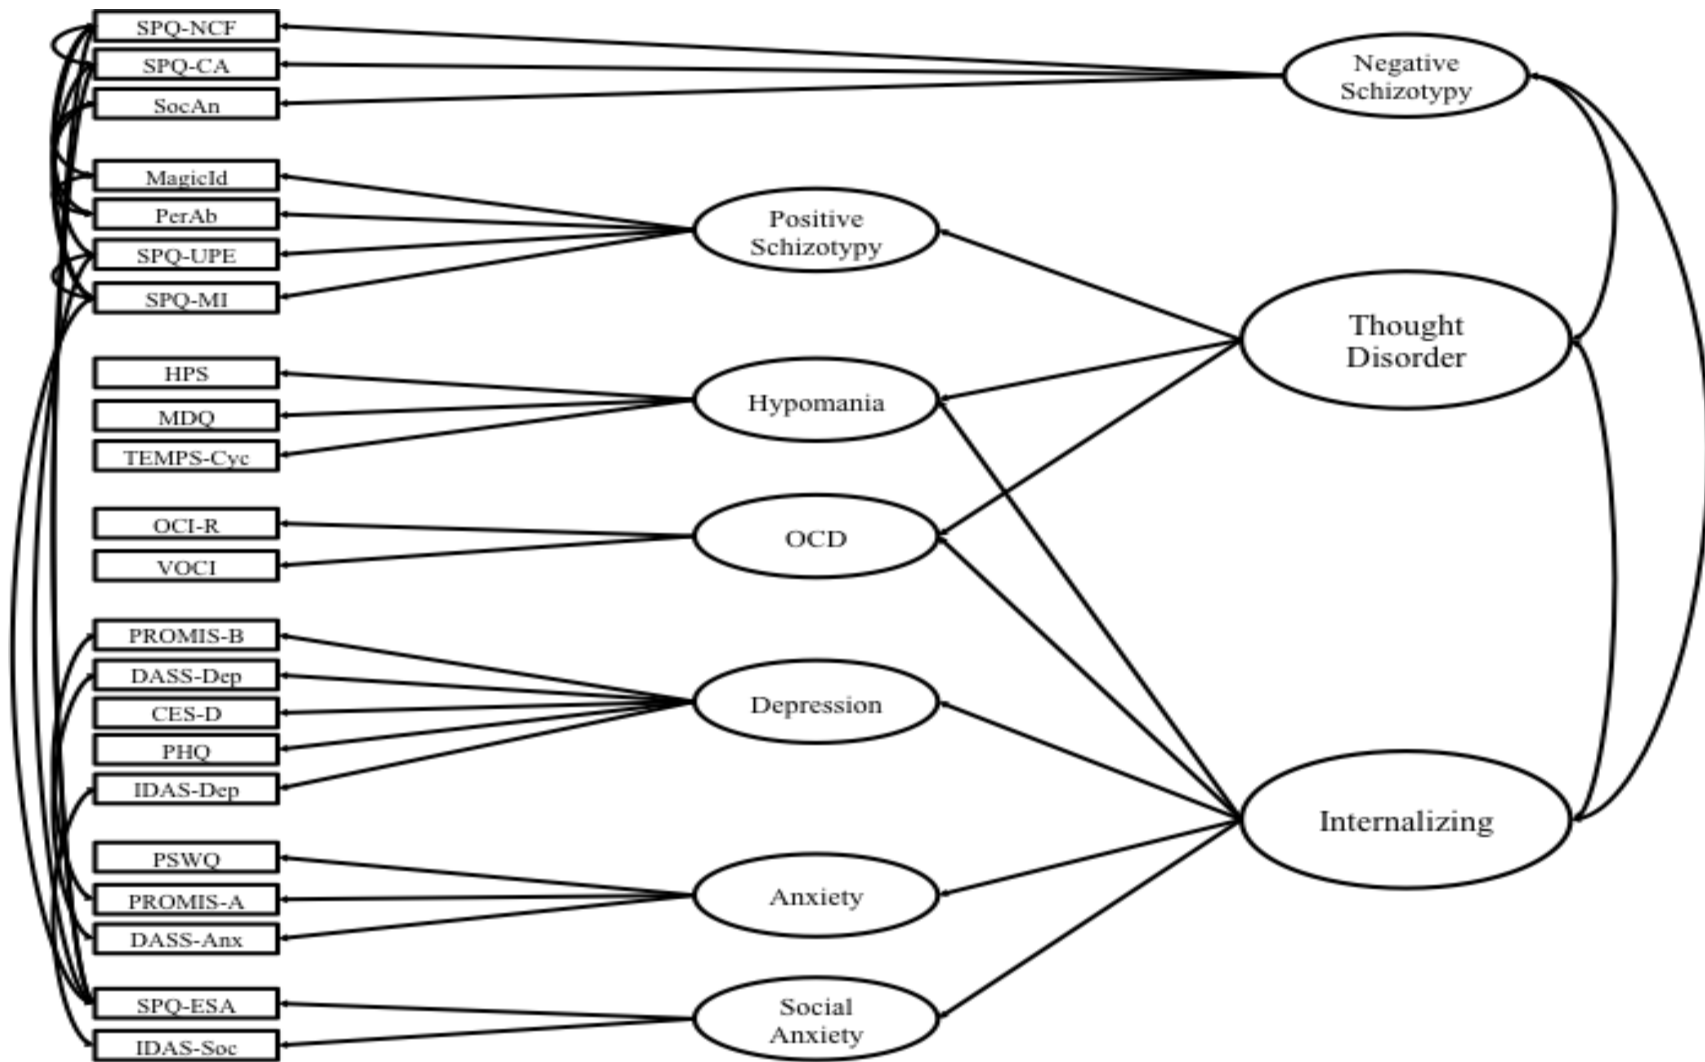 SPQ-NCF
SPQ-CA
SocAn
MagicId
PerAb
SPQ-UPE
SPQ-MI
HPS
MDQ
TEMPS-Cyc
OCI-R
VOCI
PROMIS-B
DASS-Dep
CES-D
PHQ
IDAS-Dep
PSWQ
PROMIS-A
DASS-Anx
SPQ-ESA
IDAS-Soc
Positive
Schizotypy
Hypomania
OCD
Depression
Anxiety
Social
Anxiety
Negative
Schizotypy
Thought
Disorder
Internalizing